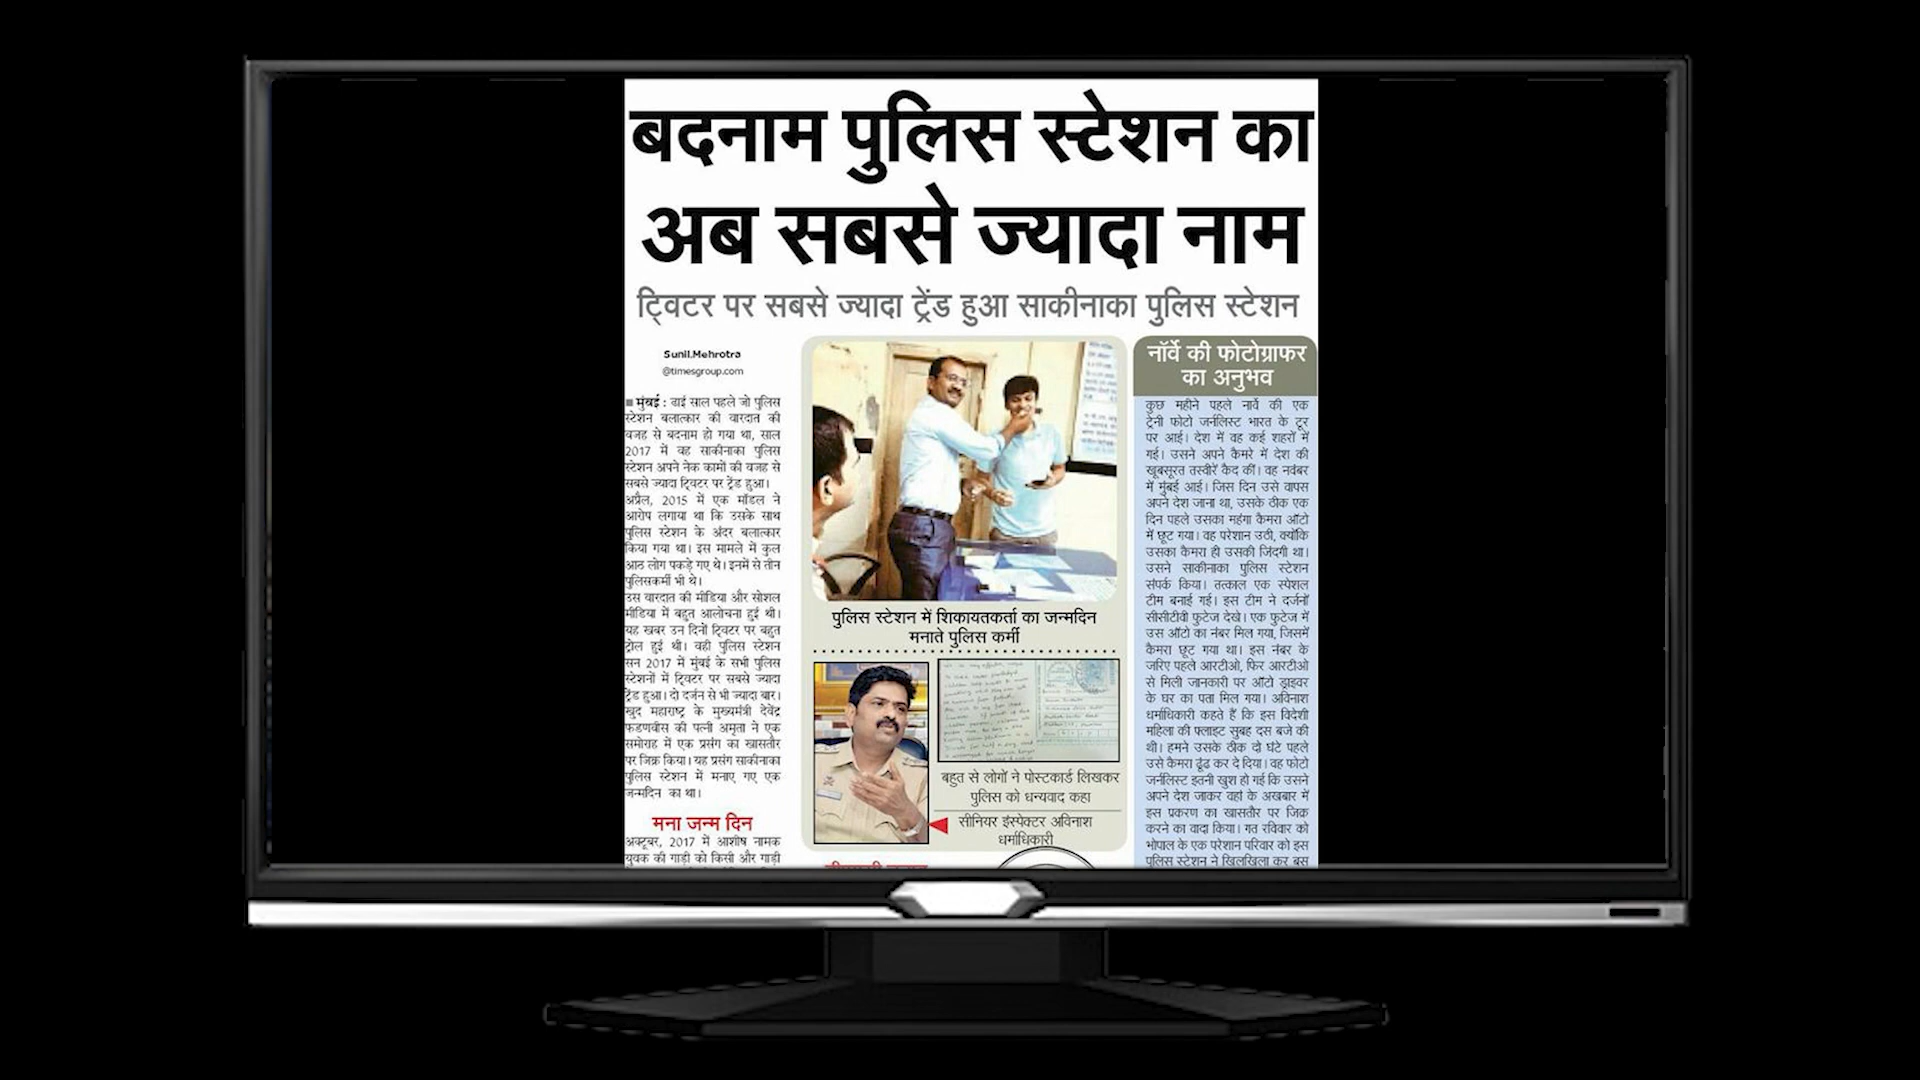 बदनाम पुलिस स्टेशन का
अब सबसे ज्यादा नाम
ट्विटर पर सबसे ज्यादा ट्रेंड हुआ साकीनाका पुलिस स्टेशन
Sunil.Mehrotra
@timesgroup.com
■ मुंबई : ढाई साल पहले जो पुलिस
स्टेशन बलात्कार की वारदात की
वजह से बदनाम हो गया था, साल
2017 में वह साकीनाका पुलिस
स्टेशन अपने नेक कामों की वजह से
सबसे ज्यादा ट्विटर पर ट्रेंड हुआ।
अप्रैल, 2015 में एक मॉडल ने
आरोप लगाया था कि उसके साथ
पुलिस स्टेशन के अंदर बलात्कार
किया गया था। इस मामले में कुल
आठ लोग पकड़े गए थे। इनमें से तीन
पुलिसकर्मी भी थे।
उस वारदात की मीडिया और सोशल
मीडिया में बहुत आलोचना हुई थी।
यह खबर उन दिनों ट्विटर पर बहुत
ट्रोल हुई थी। वही पुलिस स्टेशन
सन 2017 में मुंबई के सभी पुलिस
स्टेशनों में ट्विटर पर सबसे ज्यादा
ट्रेंड हुआ। दो दर्जन से भी ज्यादा बार।
खुद महाराष्ट्र के मुख्यमंत्री देवेंद्र
फडणवीस की पत्नी अमृता ने एक
समोराह में एक प्रसंग का खासतौर
पर जिक्र किया। यह प्रसंग साकीनाका
पुलिस स्टेशन में मनाए गए एक
जन्मदिन का था।
मना जन्म दिन
अक्टूबर, 2017 में आशीष नामक
युवक की गाड़ी को किसी और गाड़ी
पुलिस स्टेशन में शिकायतकर्ता का जन्मदिन
मनाते पुलिस कर्मी
बहुत से लोगों ने पोस्टकार्ड लिखकर
पुलिस को धन्यवाद कहा
सीनियर इंस्पेक्टर अविनाश
धर्माधिकारी
नॉर्वे की फोटोग्राफर
का अनुभव
कुछ महीने पहले नार्वे की एक
ट्रेनी फोटो जर्नलिस्ट भारत के टूर
पर आई। देश में वह कई शहरों में
गई। उसने अपने कैमरे में देश की
खूबसूरत तस्वीरें कैद कीं। वह नवंबर
में मुंबई आई। जिस दिन उसे वापस
अपने देश जाना था, उसके ठीक एक
दिन पहले उसका महंगा कैमरा ऑटो
में छूट गया। वह परेशान उठी, क्योंकि
उसका कैमरा ही उसकी जिंदगी था।
उसने साकीनाका पुलिस स्टेशन
संपर्क किया। तत्काल एक स्पेशल
टीम बनाई गई। इस टीम ने दर्जनों
सीसीटीवी फुटेज देखे। एक फुटेज में
उस ऑटो का नंबर मिल गया, जिसमें
कैमरा छूट गया था। इस नंबर के
जरिए पहले आरटीओ, फिर आरटीओ
से मिली जानकारी पर ऑटो ड्राइवर
के घर का पता मिल गया। अविनाश
धर्माधिकारी कहते हैं कि इस विदेशी
महिला की फ्लाइट सुबह दस बजे की
थी। हमने उसके ठीक दो घंटे पहले
उसे कैमरा ढूंढ कर दे दिया। वह फोटो
जर्नलिस्ट इतनी खुश हो गई कि उसने
अपने देश जाकर वहां के अखबार में
इस प्रकरण का खासतौर पर जिक्र
करने का वादा किया। गत रविवार को
भोपाल के एक परेशान परिवार को इस
पुलिस स्टेशन ने खिलखिला कर बस